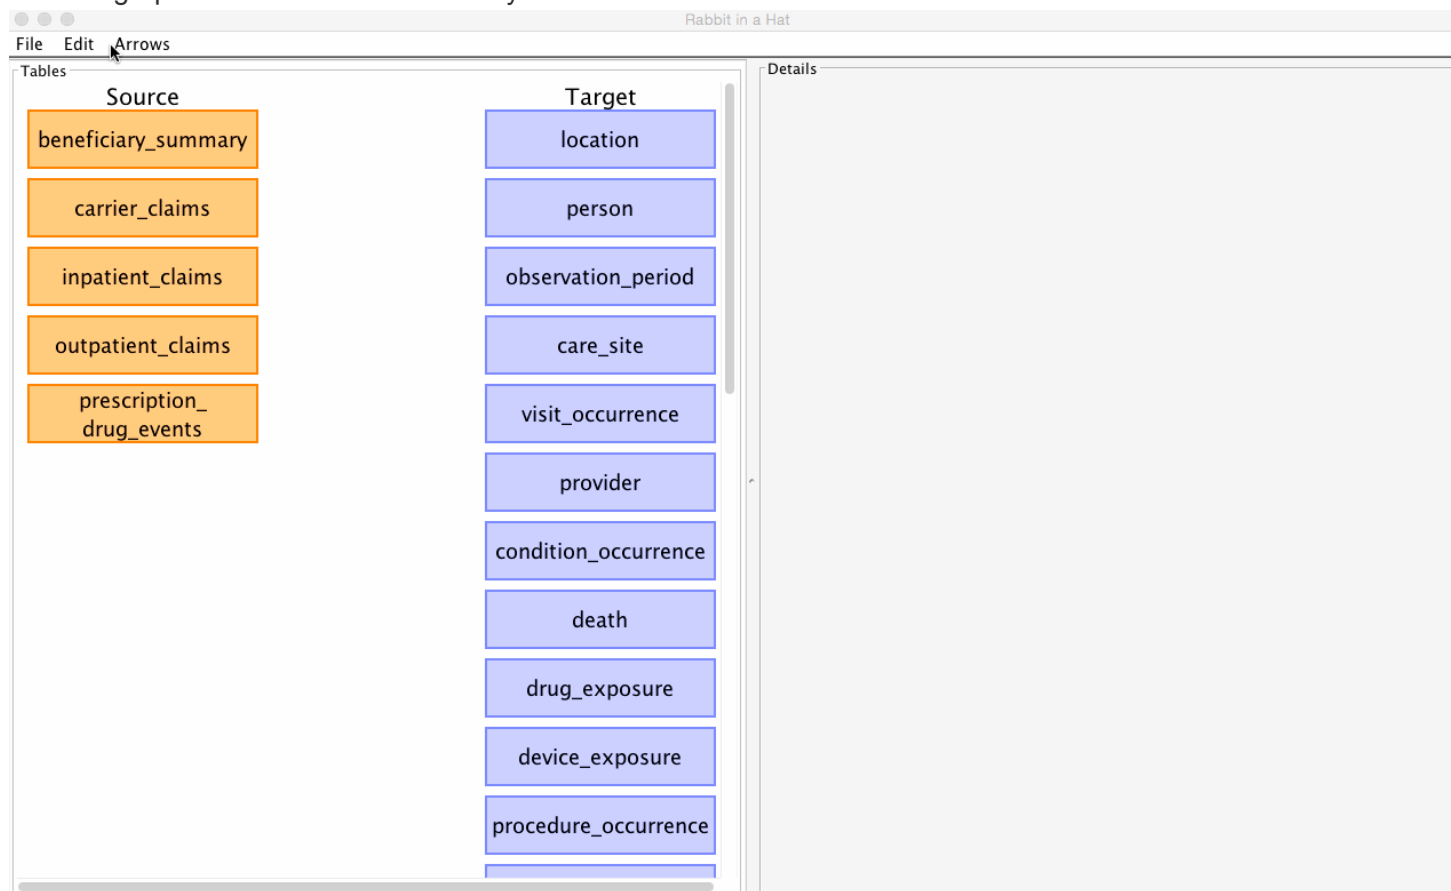 Rabbit in a Hat
File Edit Arrows
Tables
Details
Source
Target
beneficiary_summary
location
carrier_claims
person
inpatient_claims
observation_period
outpatient_claims
care_site
prescription_
drug_events
visit_occurrence
provider
condition_occurrence
death
drug_exposure
device_exposure
procedure_occurrence